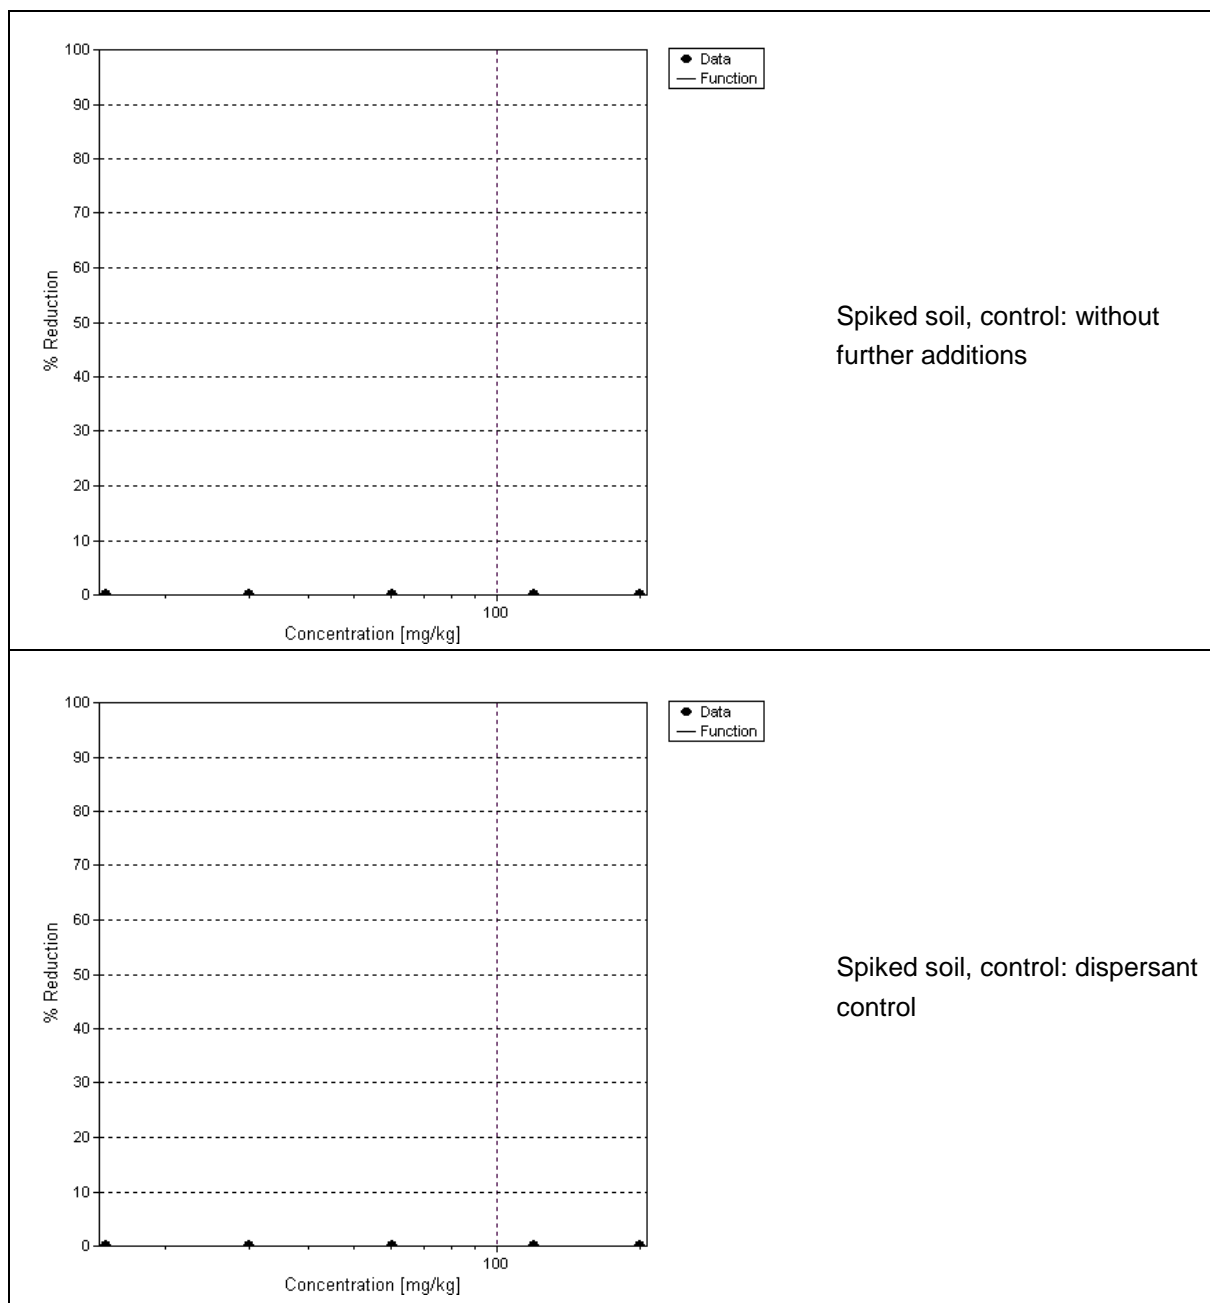 100
90
80
70
60
50
40
30
20
10
0
% Reduction
100
Concentration [mg/kg]
Data
Function
Spiked soil, control: without
further additions
100
90
80
70
60
50
40
30
20
10
0
% Reduction
100
Concentration [mg/kg]
Data
Function
Spiked soil, control: dispersant
control